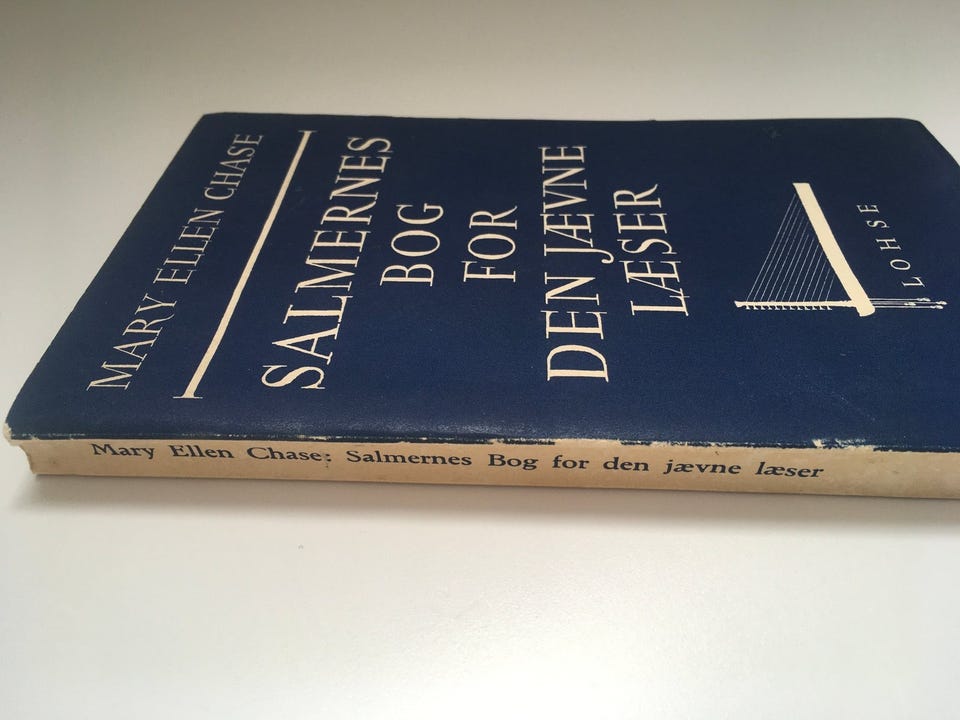 MARY ELLEN CHASE
SALMERNES
BOG
FOR
DEN JÆVNE
LÆSER
LOHSE
Mary Ellen Chase: Salmernes Bog for den jævne læser